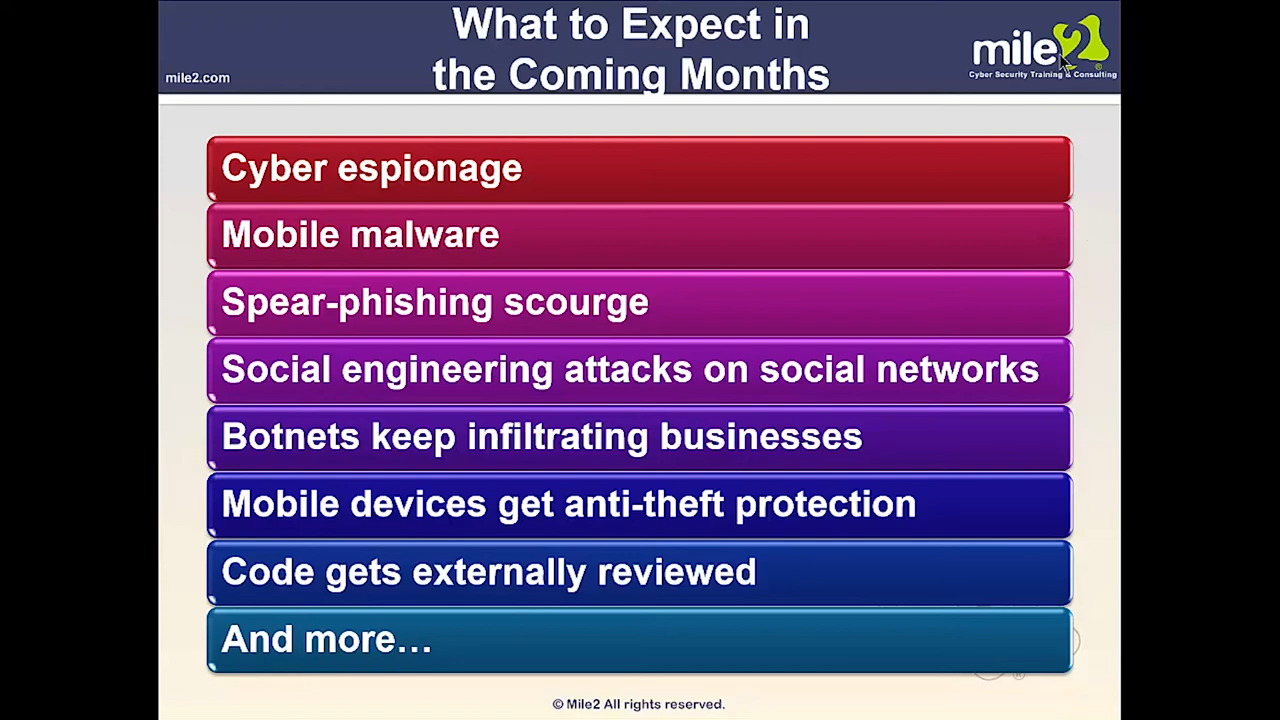 What to Expect in
the Coming Months
mile2.com
mile2
Cyber Security Training & Consulting
Cyber espionage
Mobile malware
Spear-phishing scourge
Social engineering attacks on social networks
Botnets keep infiltrating businesses
Mobile devices get anti-theft protection
Code gets externally reviewed
And more…
© Mile2 All rights reserved.